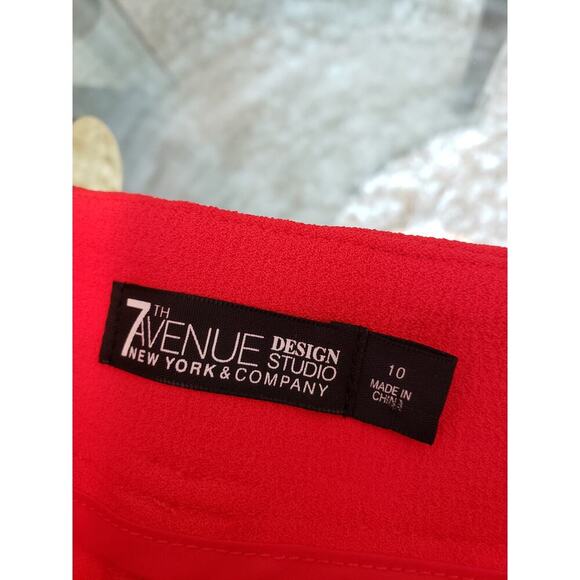 7TH AVENUE DESIGN STUDIO
NEW YORK & COMPANY
10
MADE IN
CHINA